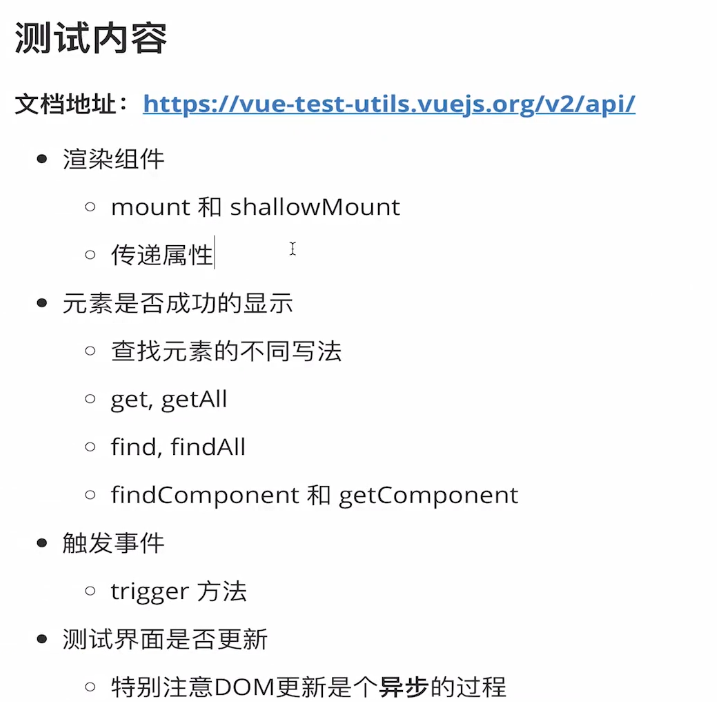 测试内容
文档地址：https://vue-test-utils.vuejs.org/v2/api/
渲染组件
mount 和 shallowMount
传递属性
元素是否成功的显示
查找元素的不同写法
get, getAll
find, findAll
findComponent 和 getComponent
触发事件
trigger 方法
测试界面是否更新
特别注意DOM更新是个异步的过程